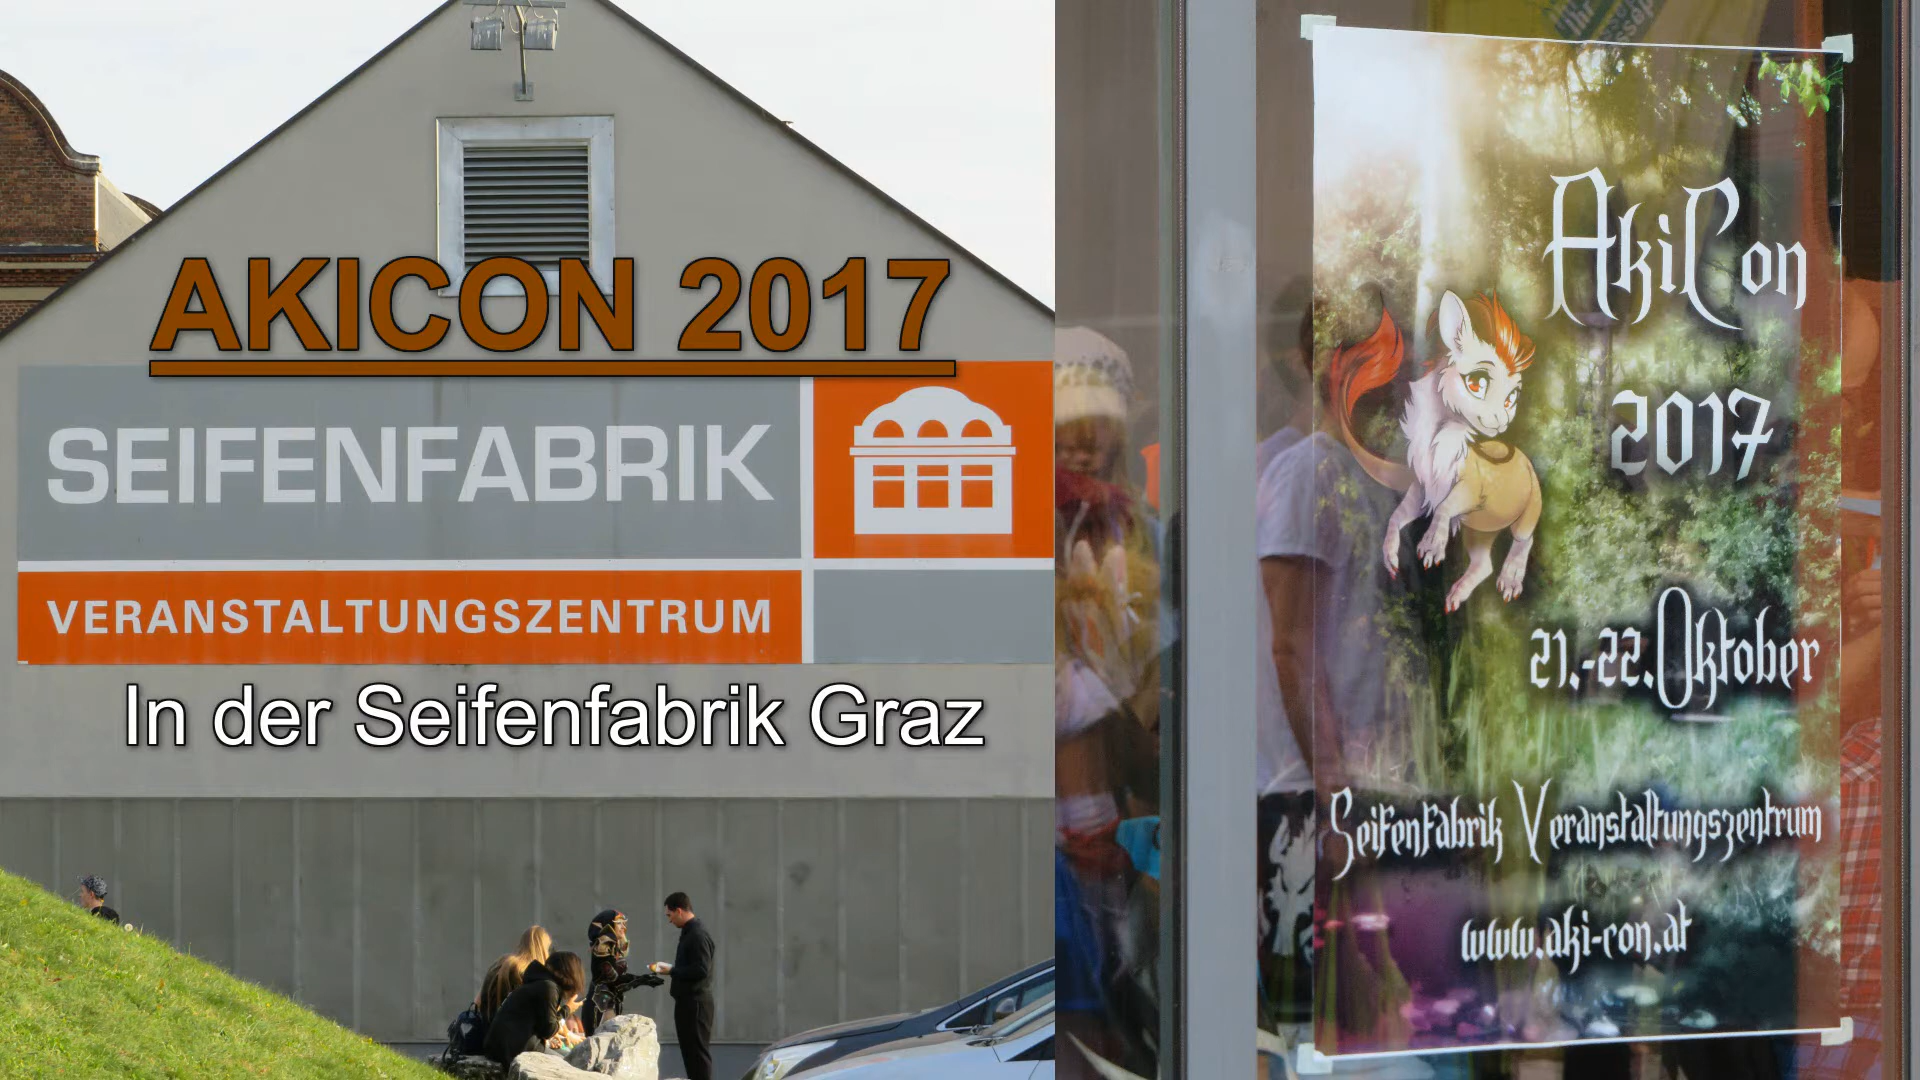 AKICON 2017
SEIFENFABRIK
VERANSTALTUNGSZENTRUM
In der Seifenfabrik Graz
Ihr
AkiCon
2017
21.-22.Oktober
Seifenfabrik Veranstaltungszentrum
www.aki-con.at